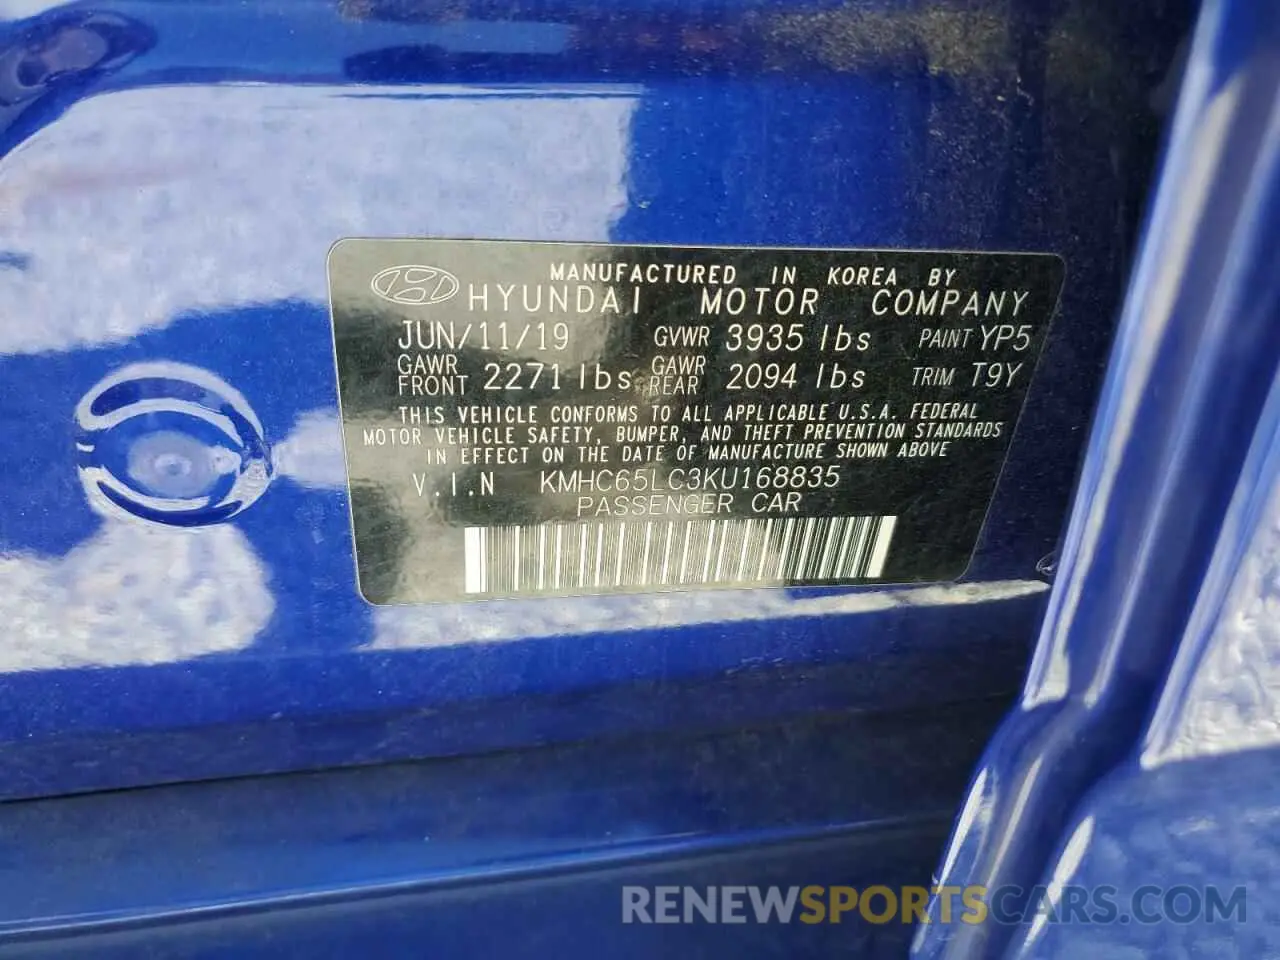 MANUFACTURED IN KOREA BY
HYUNDAI MOTOR COMPANY
JUN/11/19 GVWR 3935 lbs PAINT YP5
GAWR FRONT 2271 lbs GAWR REAR 2094 lbs TRIM T9Y
THIS VEHICLE CONFORMS TO ALL APPLICABLE U.S.A. FEDERAL
MOTOR VEHICLE SAFETY, BUMPER, AND THEFT PREVENTION STANDARDS
IN EFFECT ON THE DATE OF MANUFACTURE SHOWN ABOVE
V.I.N KMHC65LC3KU168835
PASSENGER CAR
RENEWSPORTSCARS.COM